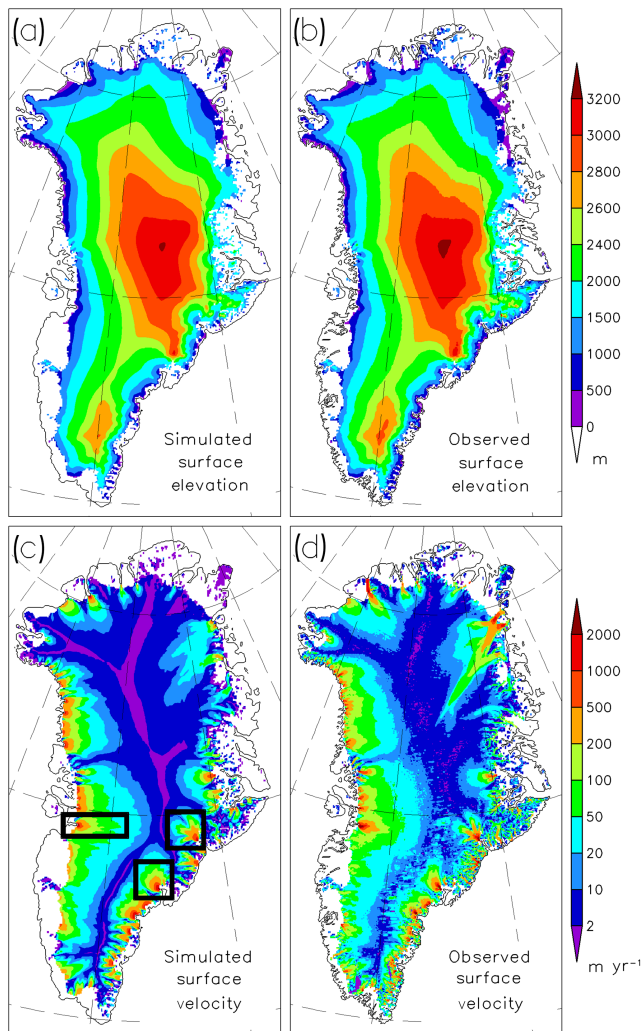 (a)
(b)
3200
3000
2800
2600
2400
2000
1500
1000
500
0
m
Simulated
surface
elevation
Observed
surface
elevation
(c)
(d)
2000
1000
500
200
100
50
20
10
2
m yr⁻¹
Simulated
surface
velocity
Observed
surface
velocity